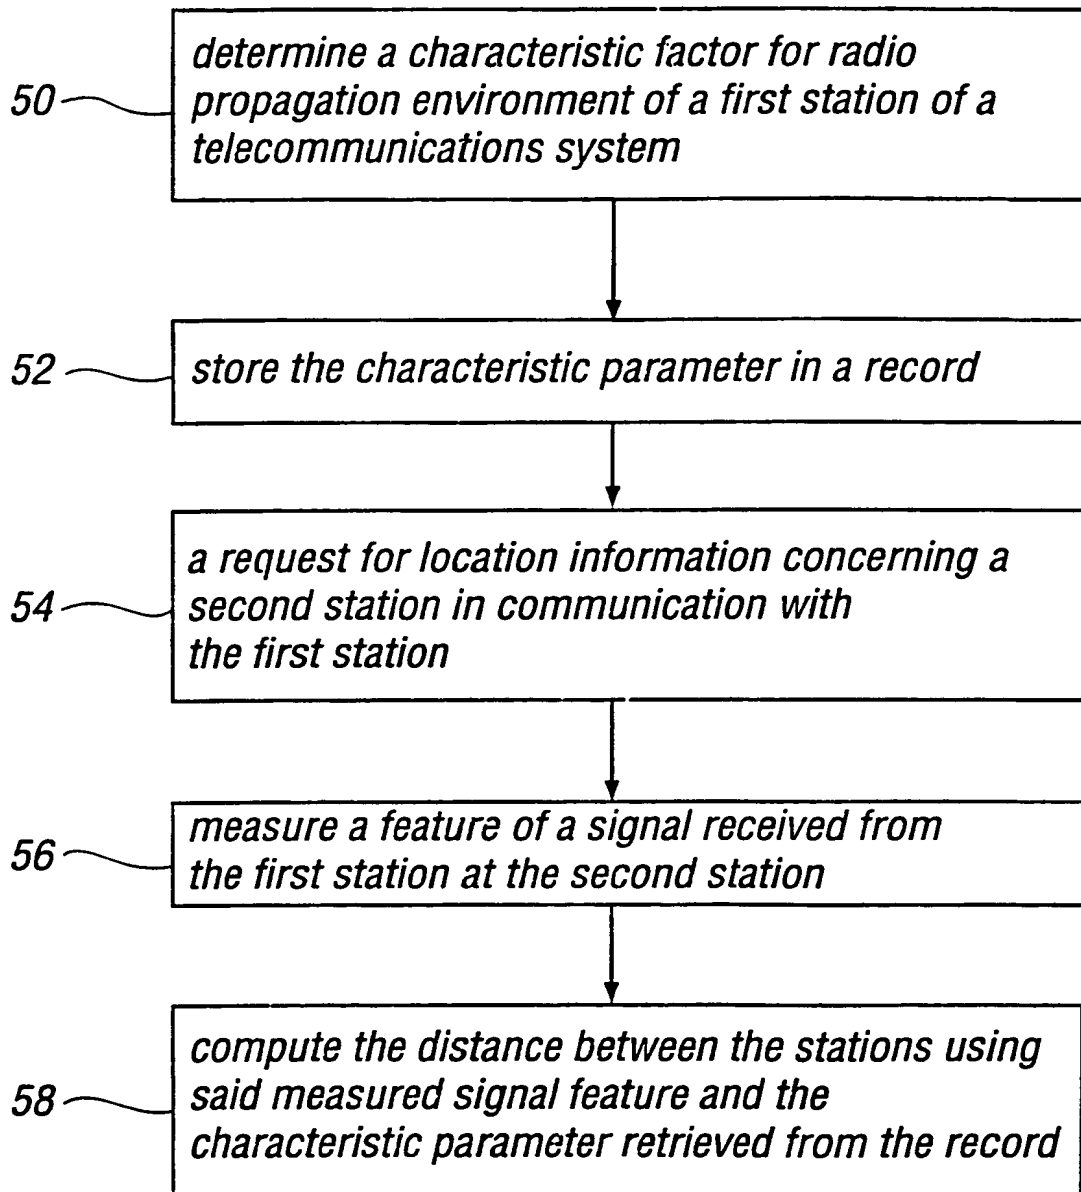 determine a characteristic factor for radio
50
propagation environment of a first station of a
telecommunications system
52
store the characteristic parameter in a record
a request for location information concerning a
54
second station in communication with
the first station
measure a feature of a signal received from
56
the first station at the second station
compute the distance between the stations using
58
said measured signal feature and the
characteristic parameter retrieved from the record